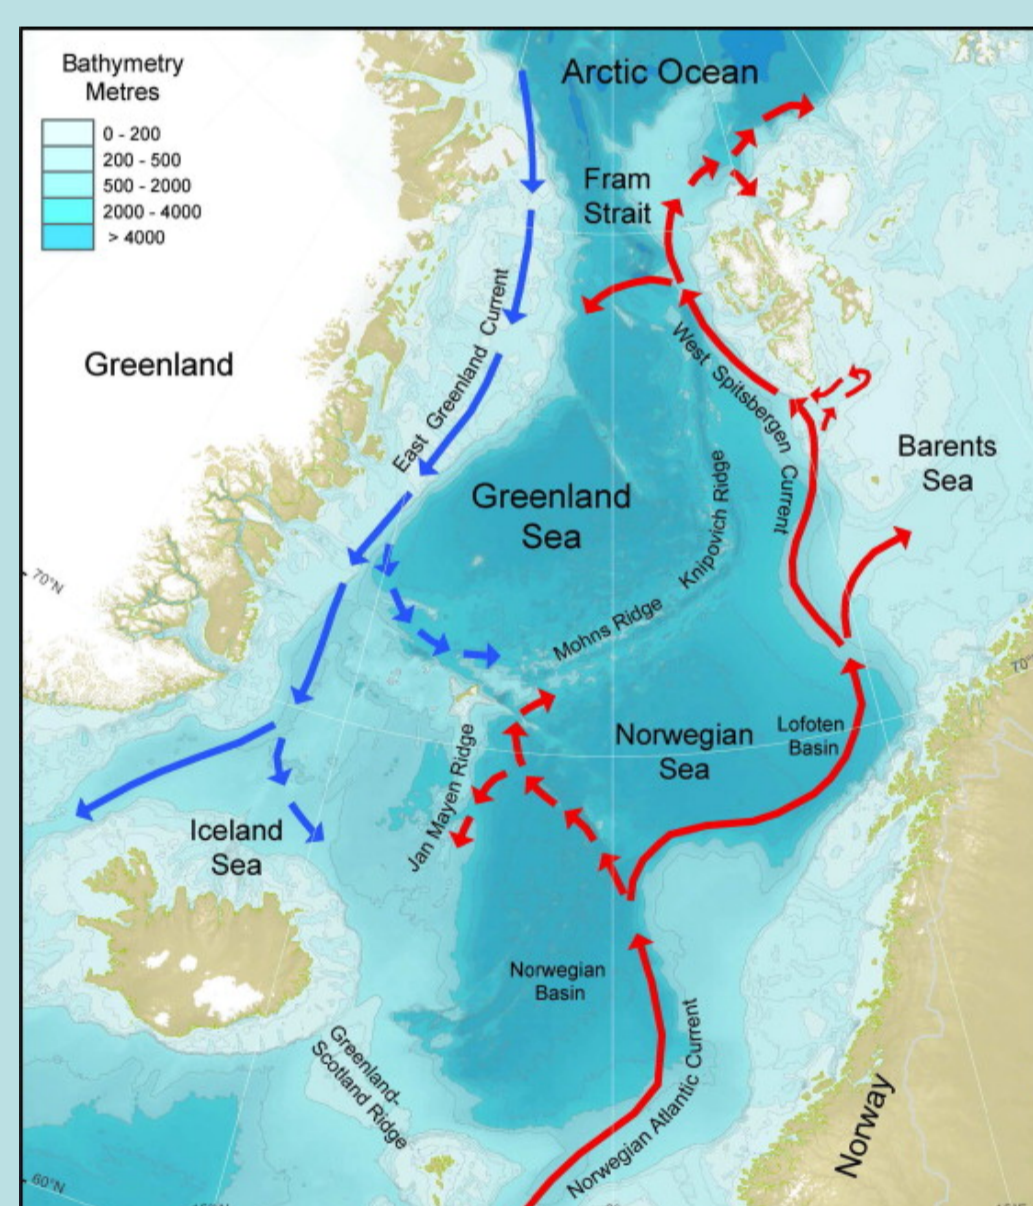 Bathymetry
Metres
0 - 200
200 - 500
500 - 2000
2000 - 4000
> 4000
Arctic Ocean
Fram
Strait
East Greenland Current
Greenland
West Spitsbergen Current
Barents
Sea
Greenland
Sea
Knipovich Ridge
Mohns Ridge
70°N
70°
Norwegian
Sea
Lofoten
Basin
Jan Mayen Ridge
Iceland
Sea
Norwegian
Basin
Greenland-
Scotland Ridge
Norwegian Atlantic Current
Norway
60°N